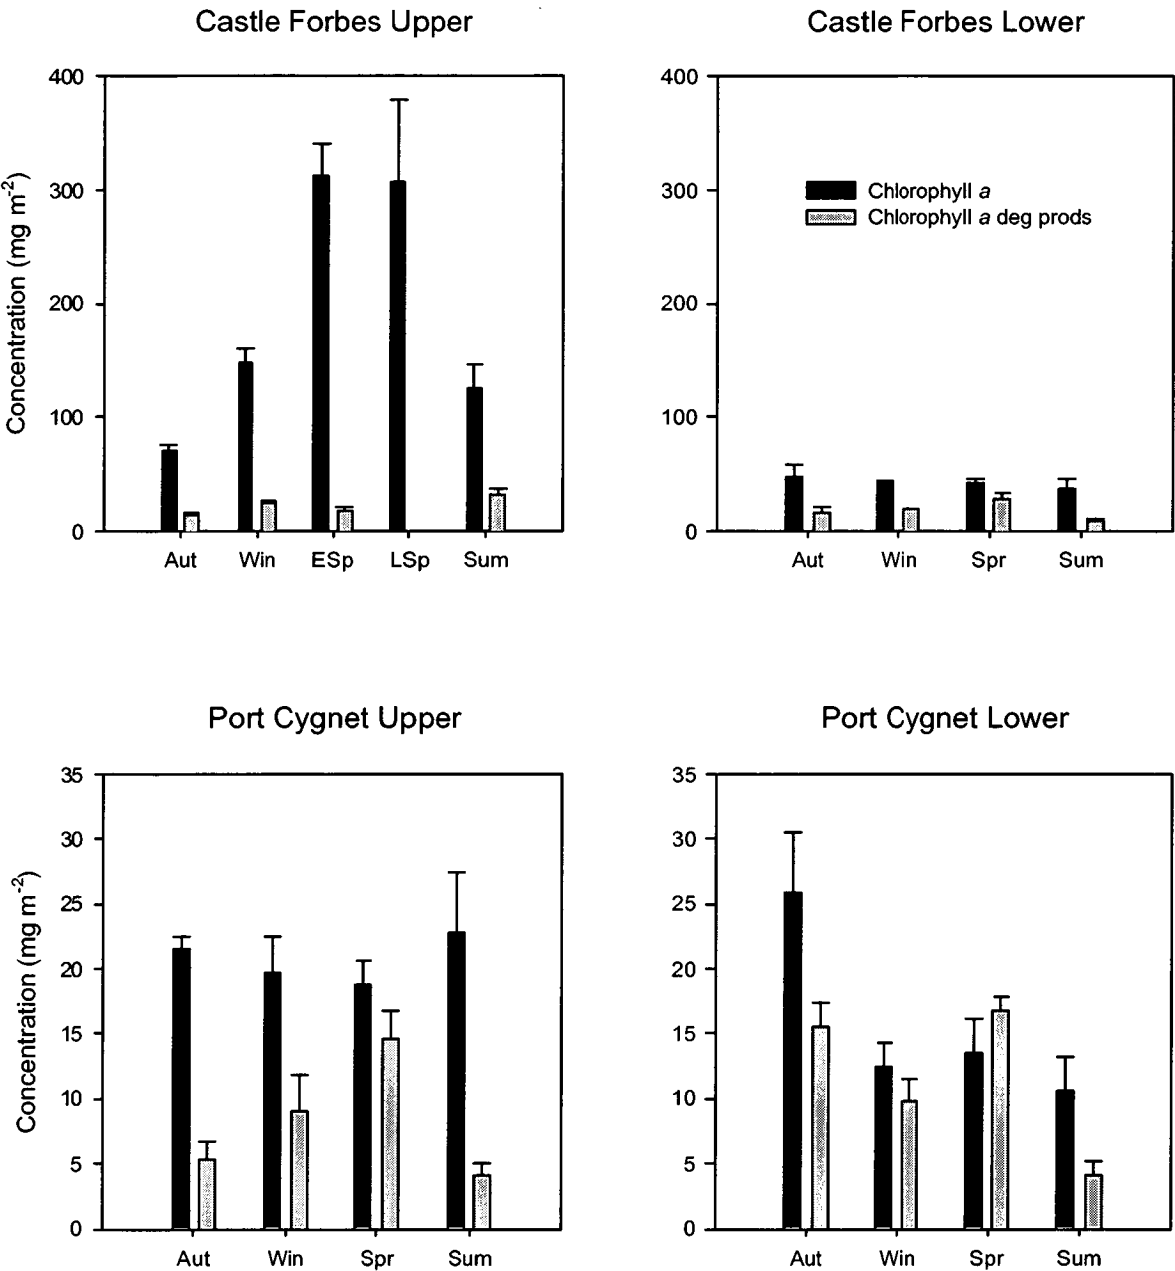 Castle Forbes Upper
Castle Forbes Lower
400
300
200
100
0
Concentration (mg m-2)
Aut Win ESp LSp Sum
400
300
200
100
0
Chlorophyll a
Chlorophyll a deg prods
Aut Win Spr Sum
Port Cygnet Upper
Port Cygnet Lower
35
30
25
20
15
10
5
0
Concentration (mg m-2)
Aut Win Spr Sum
35
30
25
20
15
10
5
0
Aut Win Spr Sum